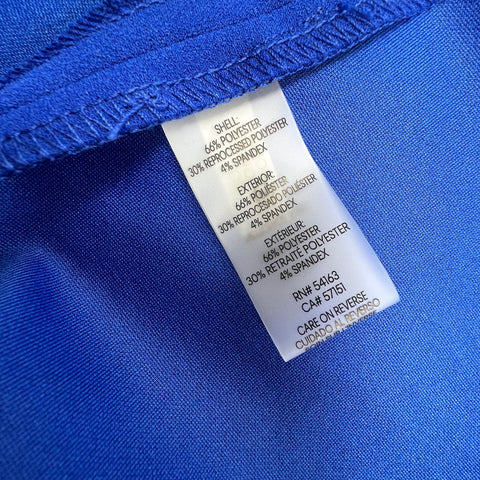 SHELL:
66% POLYESTER
30% REPROCESSED POLYESTER
4% SPANDEX
EXTERIOR:
66% POLIÉSTER
30% REPROCESADO POLIÉSTER
4% SPANDEX
EXTÉRIEUR:
66% POLYESTER
30% RETRAITÉ POLYESTER
4% SPANDEX
RN# 54163
CA# 57151
CARE ON REVERSE
CUIDADO AL REVERSO